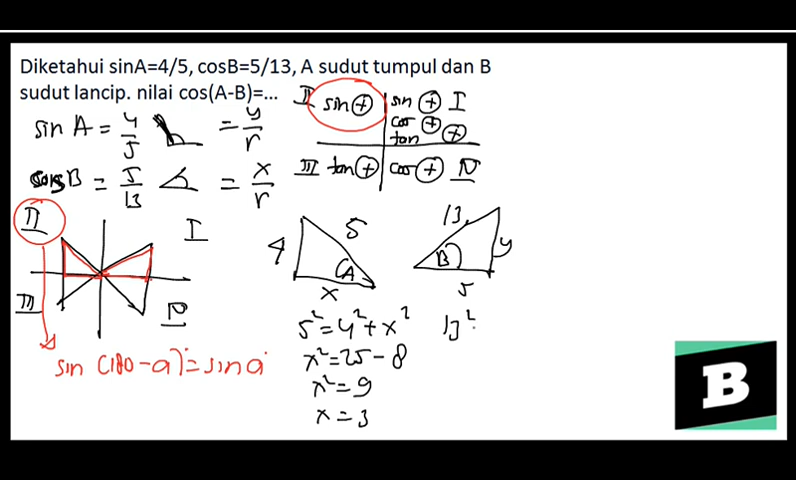 Diketahui sinA=4/5, cosB=5/13, A sudut tumpul dan B
sudut lancip. nilai cos(A-B)=...
II sin (+) sin (+) I
cos (+)
tan (+)
III tan (+) cos (+) IV
sin A = 4/5 = y/r
cos B = 5/13 = x/r
II I
III IV
sin (180-a)° = sin a°
4 5 A x
13 B y 5
5² = 4² + x²
x² = 25 - 8
x² = 9
x = 3
13² =
B